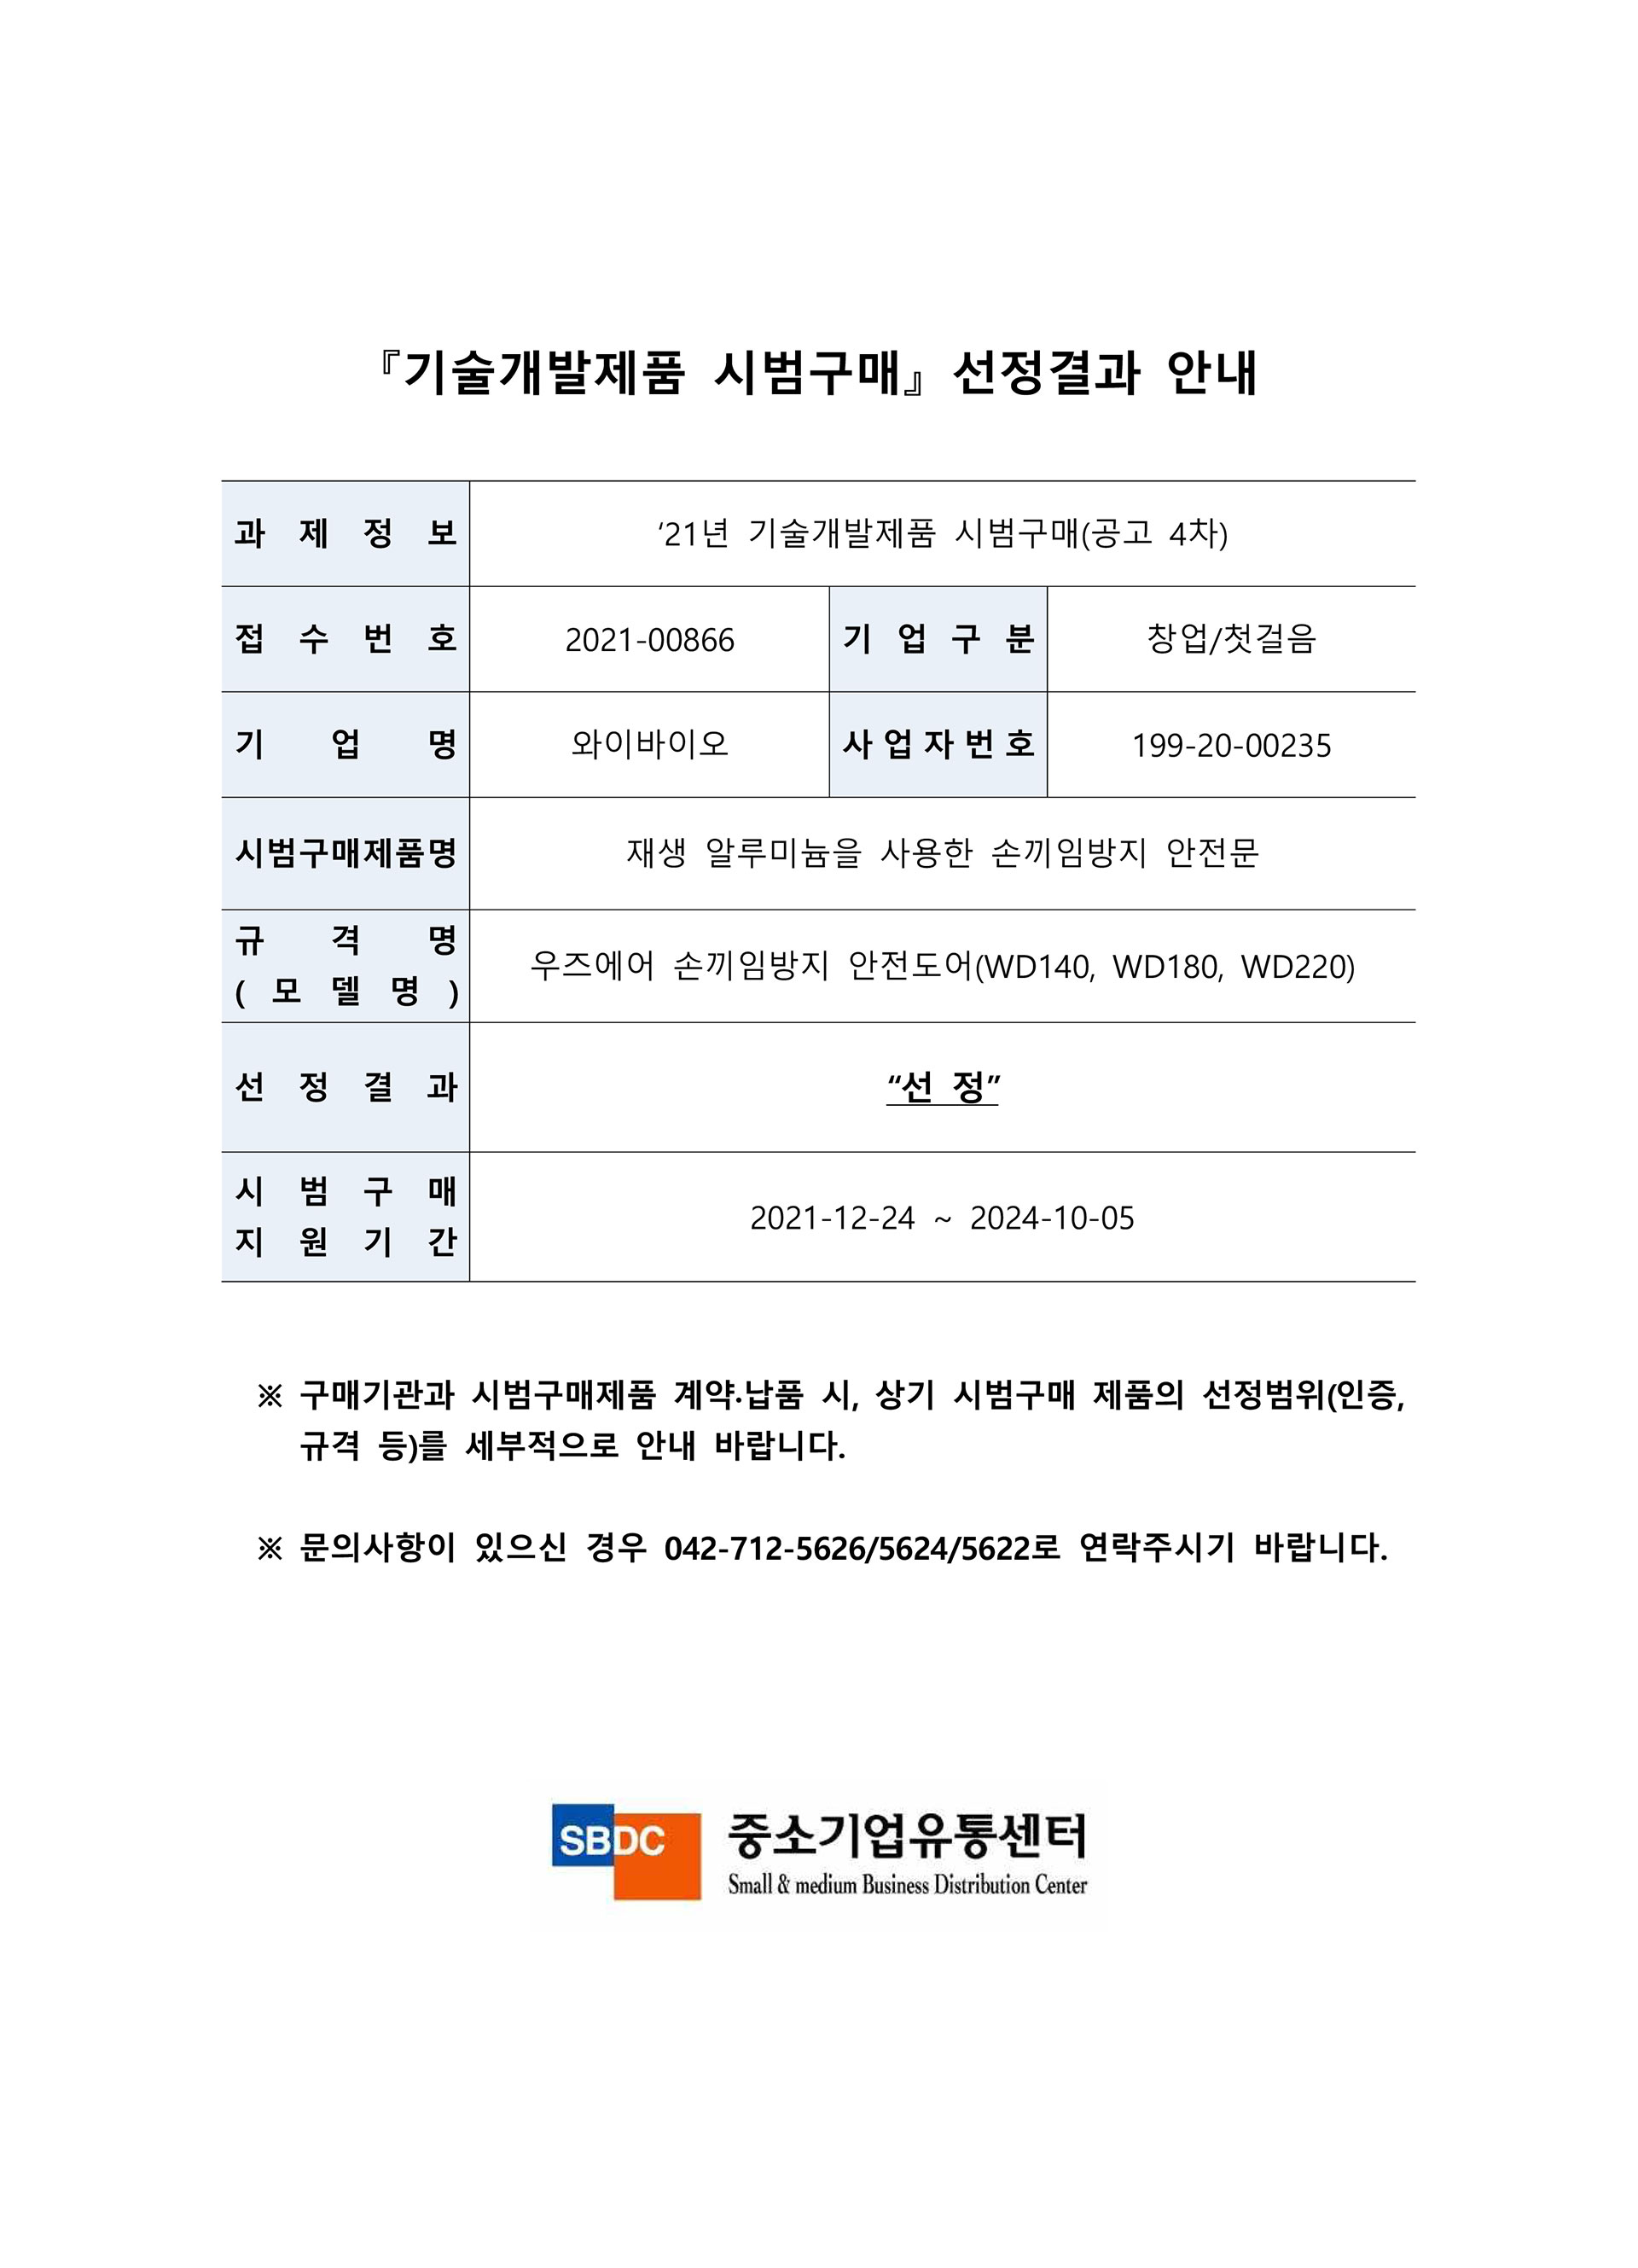 『기술개발제품 시범구매』 선정결과 안내
과 제 정 보 ‘21년 기술개발제품 시범구매(공고 4차)
접 수 번 호 2021-00866 기 업 구 분 창업/첫걸음
기 업 명 와이바이오 사 업 자 번 호 199-20-00235
시범구매제품명 재생 알루미늄을 사용한 손끼임방지 안전문
규 격 명
( 모 델 명 ) 우즈에어 손끼임방지 안전도어(WD140, WD180, WD220)
선 정 결 과 “선 정”
시 범 구 매
지 원 기 간 2021-12-24 ~ 2024-10-05
※ 구매기관과 시범구매제품 계약·납품 시, 상기 시범구매 제품의 선정범위(인증,
규격 등)를 세부적으로 안내 바랍니다.
※ 문의사항이 있으신 경우 042-712-5626/5624/5622로 연락주시기 바랍니다.
SBDC 중소기업유통센터
Small & medium Business Distribution Center